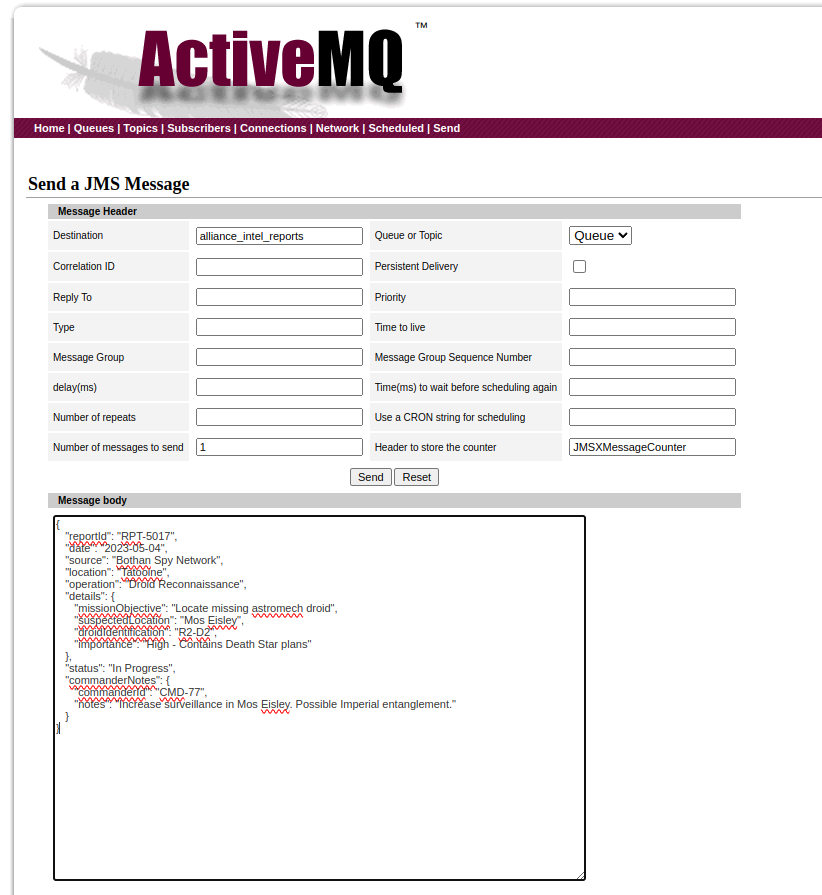 ActiveMQ ™
Home | Queues | Topics | Subscribers | Connections | Network | Scheduled | Send
Send a JMS Message
Message Header
Destination alliance_intel_reports Queue or Topic Queue
Correlation ID Persistent Delivery
Reply To Priority
Type Time to live
Message Group Message Group Sequence Number
delay(ms) Time(ms) to wait before scheduling again
Number of repeats Use a CRON string for scheduling
Number of messages to send 1 Header to store the counter JMSXMessageCounter
Send Reset
Message body
{
"reportId": "RPT-5017",
"date": "2023-05-04",
"source": "Bothan Spy Network",
"location": "Tatooine",
"operation": "Droid Reconnaissance",
"details": {
"missionObjective": "Locate missing astromech droid",
"suspectedLocation": "Mos Eisley",
"droidIdentification": "R2-D2",
"importance": "High - Contains Death Star plans"
},
"status": "In Progress",
"commanderNotes": {
"commanderId": "CMD-77",
"notes": "Increase surveillance in Mos Eisley. Possible Imperial entanglement."
}
}